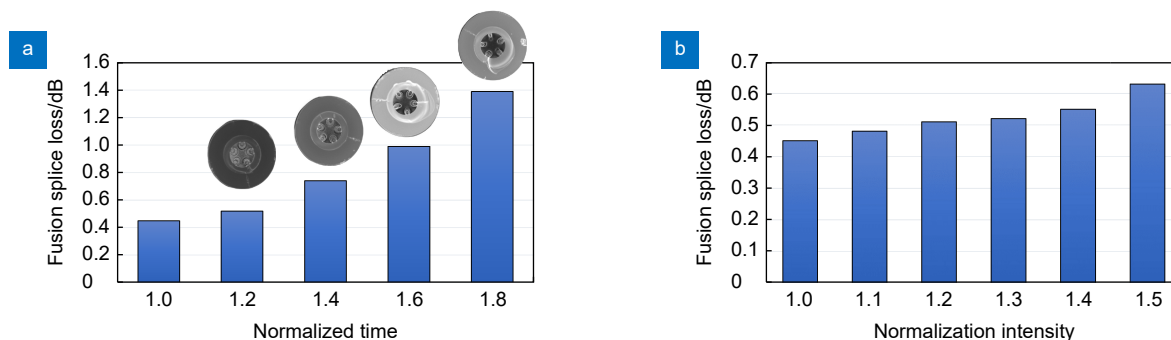 a
Fusion splice loss/dB
1.6
1.4
1.2
1.0
0.8
0.6
0.4
0.2
0
1.0 1.2 1.4 1.6 1.8
Normalized time
b
Fusion splice loss/dB
0.7
0.6
0.5
0.4
0.3
0.2
0.1
0
1.0 1.1 1.2 1.3 1.4 1.5
Normalization intensity